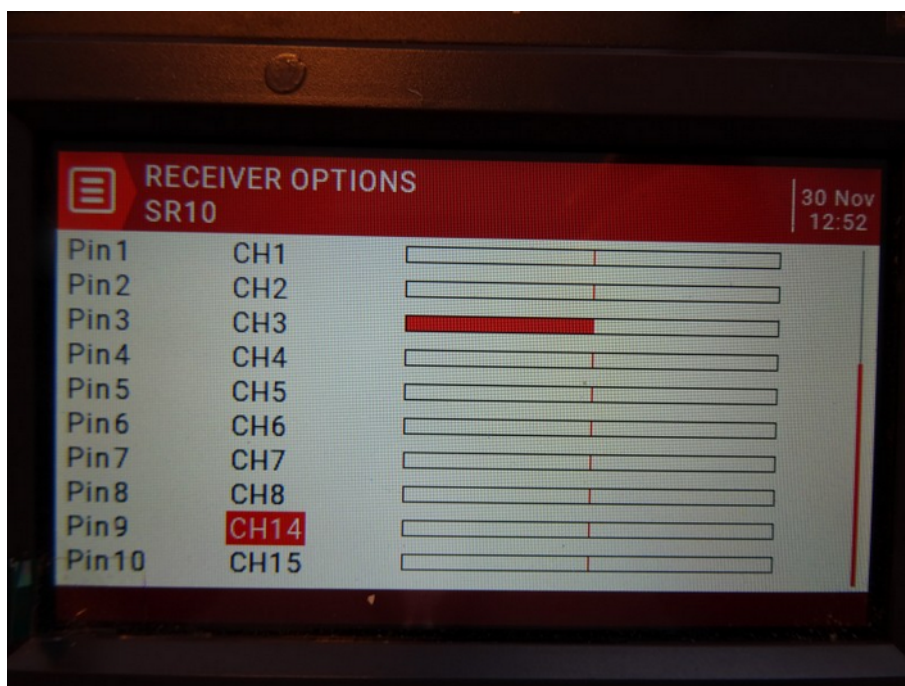 RECEIVER OPTIONS
SR10
30 Nov
12:52
Pin1 CH1
Pin2 CH2
Pin3 CH3
Pin4 CH4
Pin5 CH5
Pin6 CH6
Pin7 CH7
Pin8 CH8
Pin9 CH14
Pin10 CH15